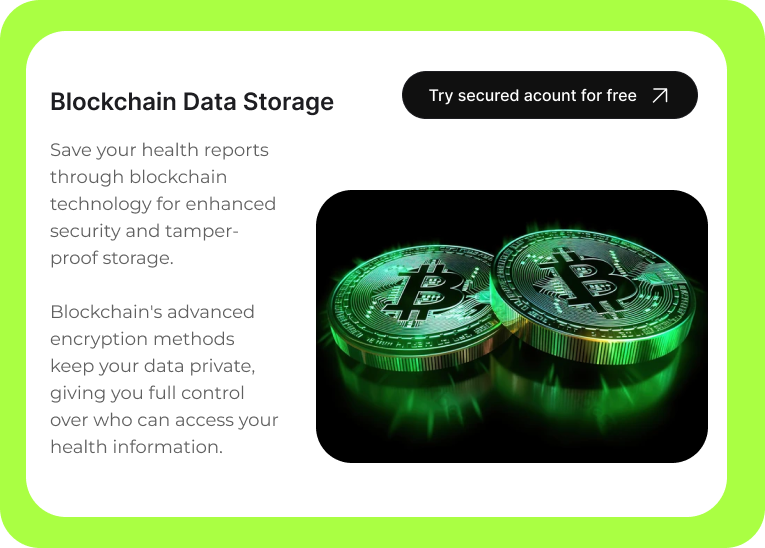 Blockchain Data Storage
Try secured acount for free
Save your health reports
through blockchain
technology for enhanced
security and tamper-
proof storage.
Blockchain's advanced
encryption methods
keep your data private,
giving you full control
over who can access your
health information.